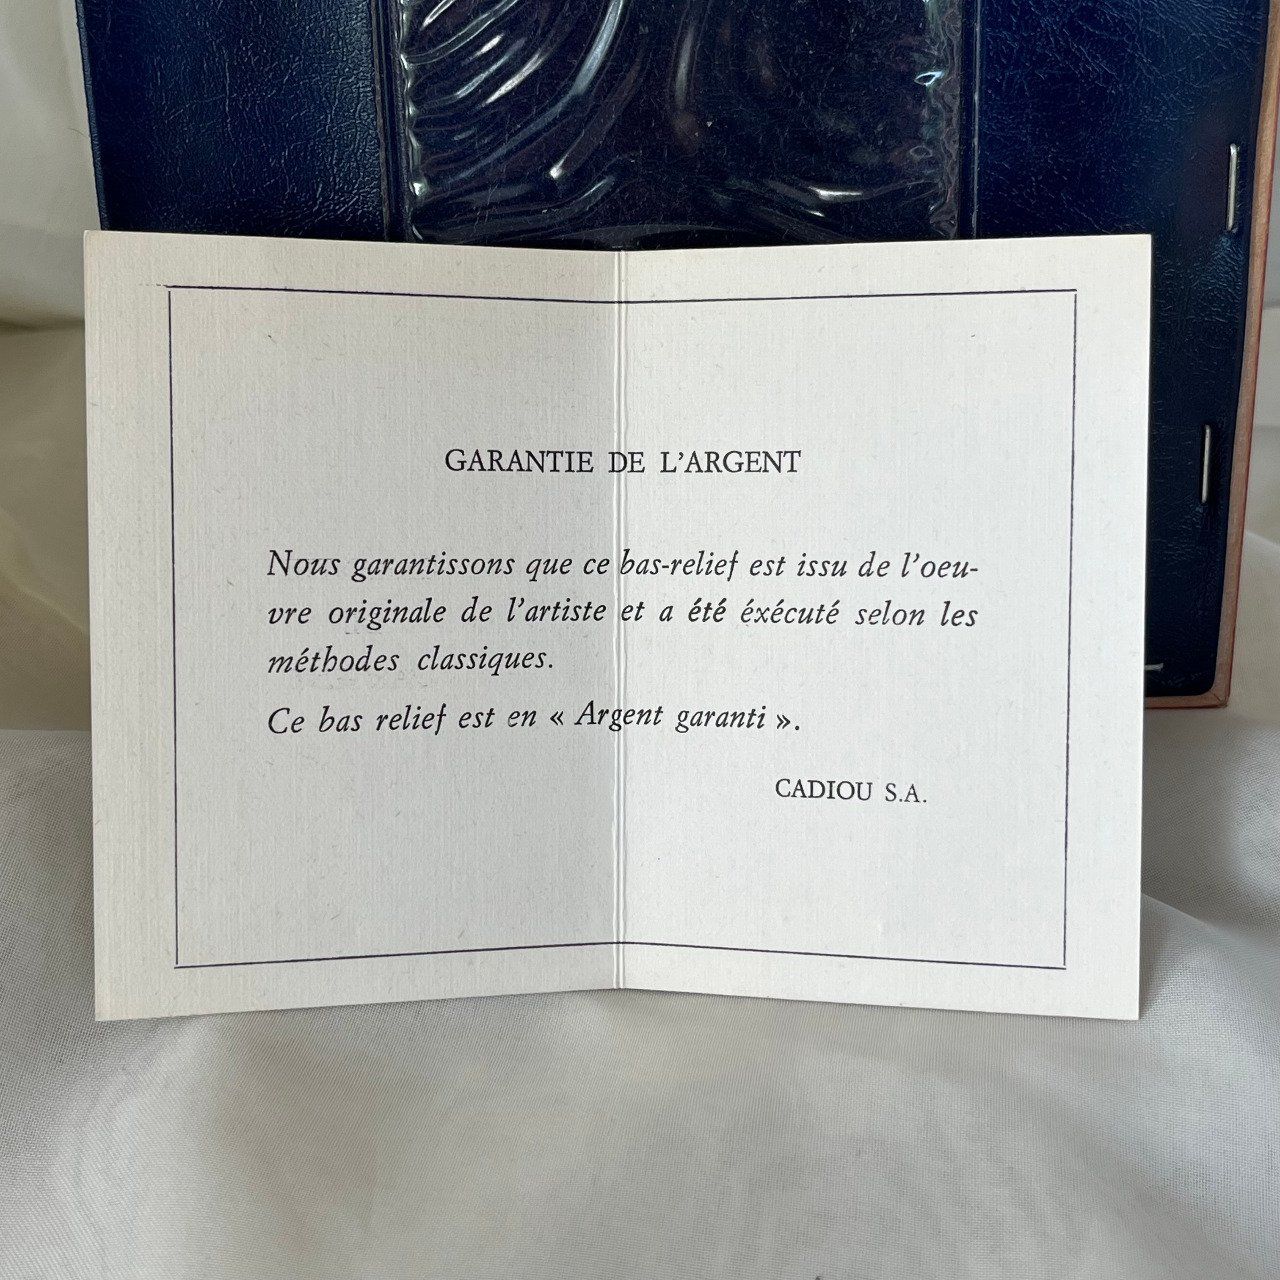 GARANTIE DE L'ARGENT
Nous garantissons que ce bas-relief est issu de l'oeu-
vre originale de l'artiste et a été éxécuté selon les
méthodes classiques.
Ce bas relief est en « Argent garanti ».
CADIOU S.A.